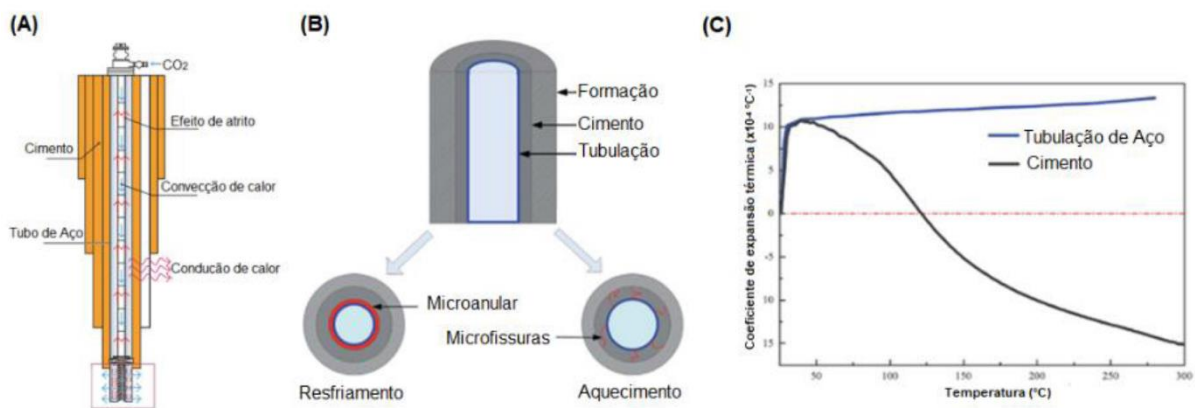 (A)
CO₂
Efeito de atrito
Cimento
Convecção de calor
Tubo de Aço
Condução de calor
(B)
Formação
Cimento
Tubulação
Microanular
Microfissuras
Resfriamento
Aquecimento
(C)
Coeficiente de expansão térmica (x10⁻⁶ °C⁻¹)
15
10
5
0
-5
10
15
Tubulação de Aço
Cimento
50
100
150
200
250
300
Temperatura (°C)